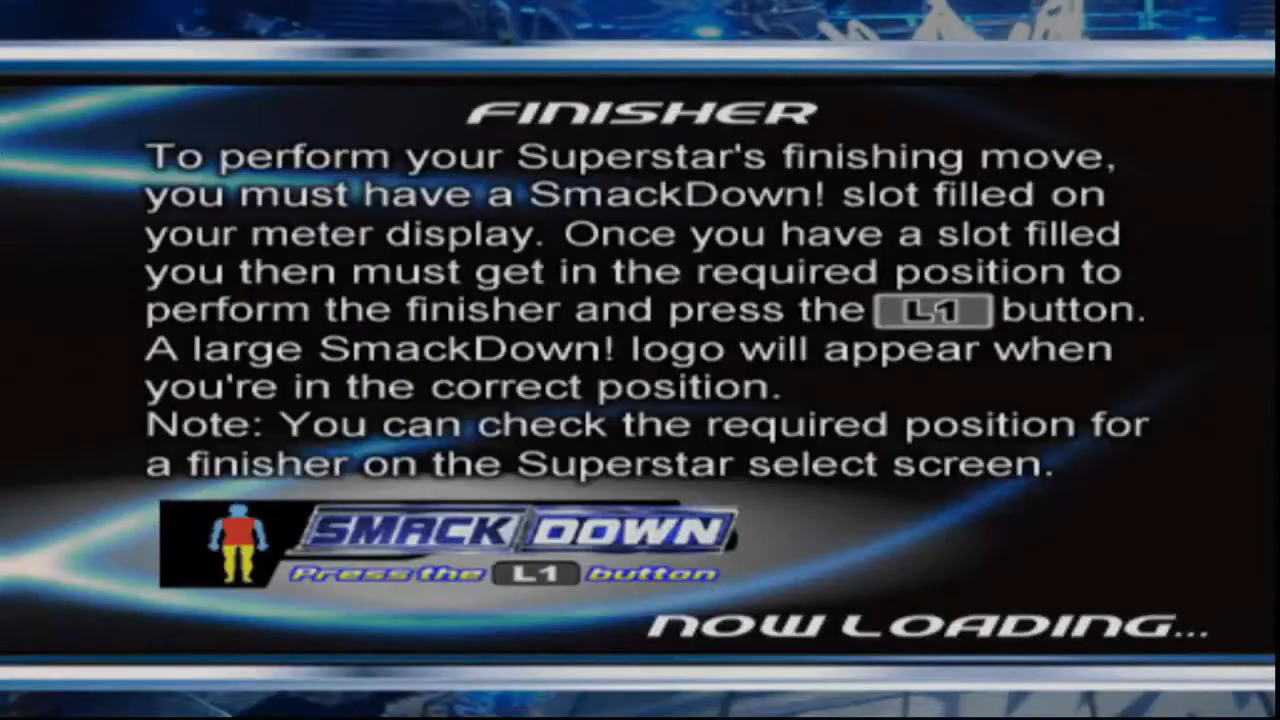 FINISHER
To perform your Superstar's finishing move,
you must have a SmackDown! slot filled on
your meter display. Once you have a slot filled
you then must get in the required position to
perform the finisher and press the L1 button.
A large SmackDown! logo will appear when
you're in the correct position.
Note: You can check the required position for
a finisher on the Superstar select screen.
SMACKDOWN
Press the L1 button
NOW LOADING...